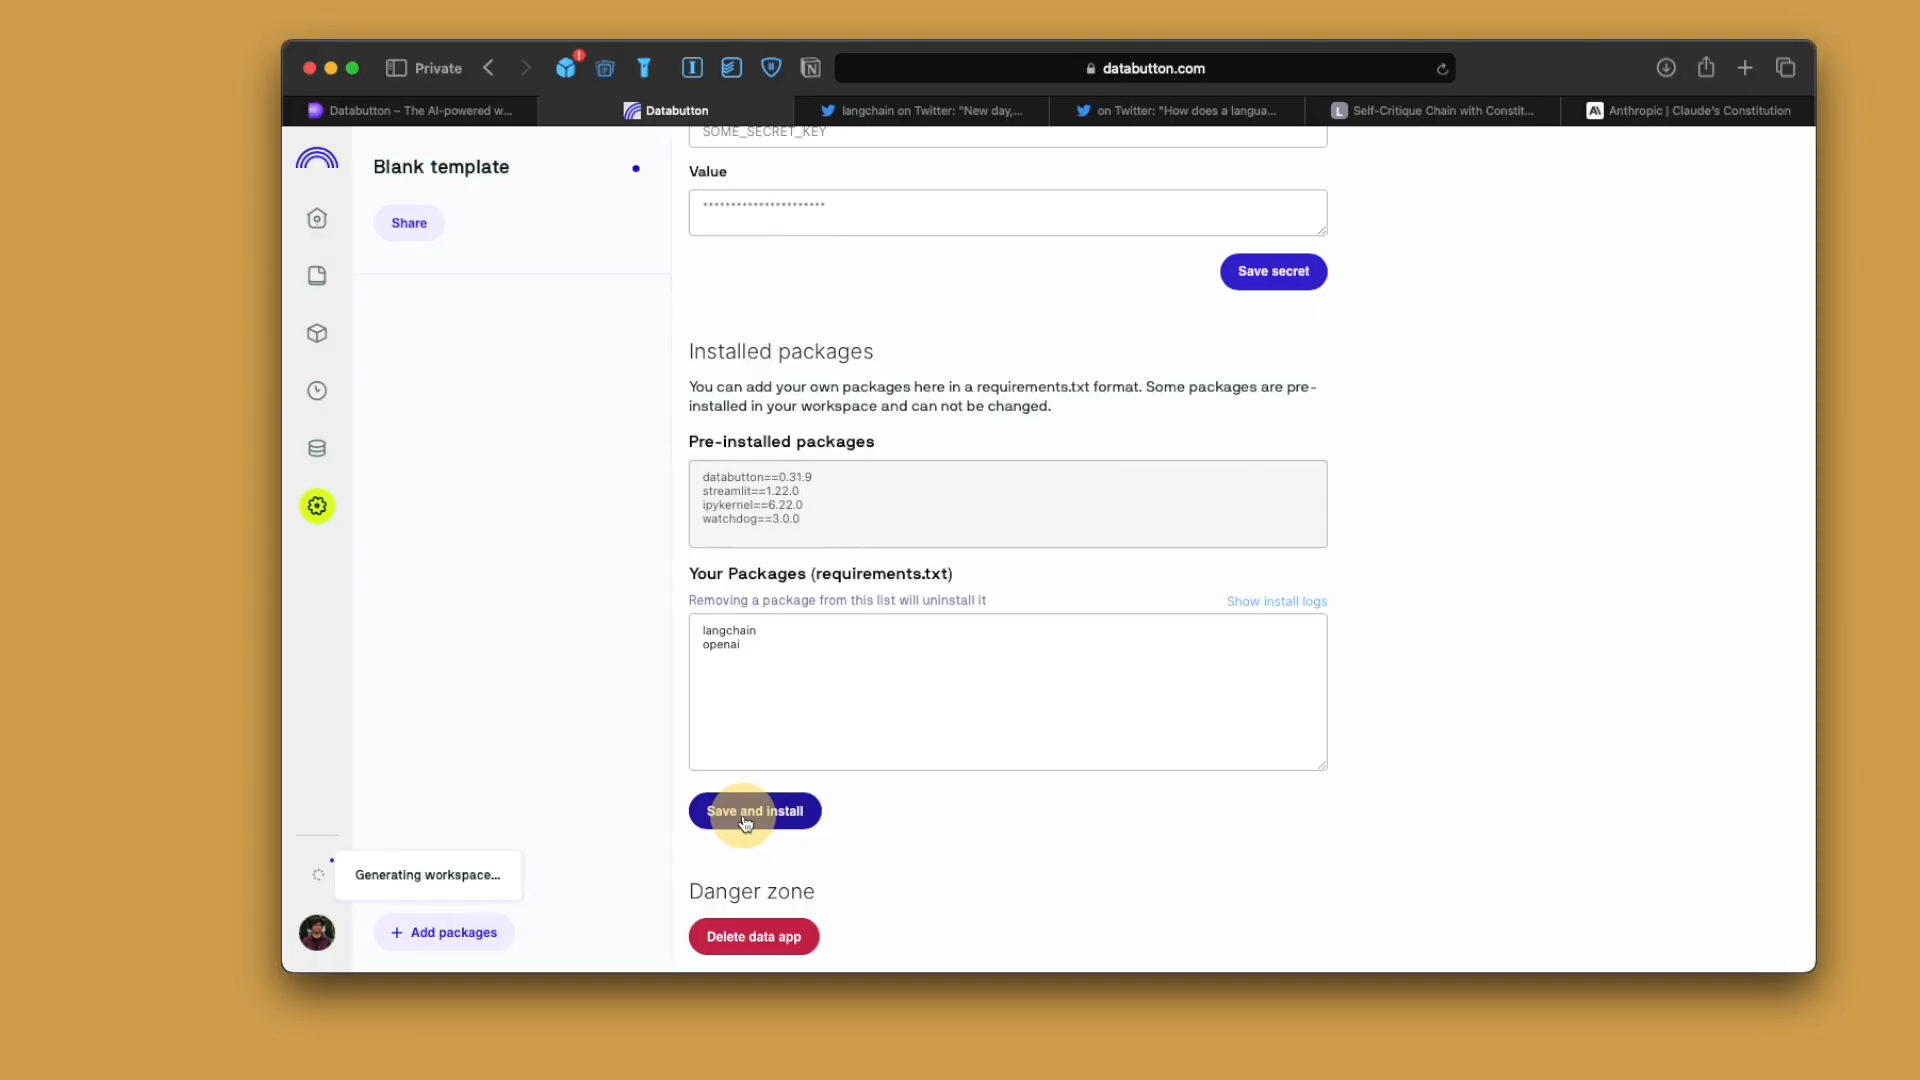 Private
databutton.com
Databutton – The AI-powered w...
Databutton
langchain on Twitter: "New day,...
on Twitter: "How does a langua...
Self-Critique Chain with Constit...
Anthropic | Claude's Constitution
Blank template
Share
SOME_SECRET_KEY
Value
**********************
Save secret
Installed packages
You can add your own packages here in a requirements.txt format. Some packages are pre-
installed in your workspace and can not be changed.
Pre-installed packages
databutton==0.31.9
streamlit==1.22.0
ipykernel==6.22.0
watchdog==3.0.0
Your Packages (requirements.txt)
Removing a package from this list will uninstall it
Show install logs
langchain
openai
Save and install
Generating workspace...
Danger zone
+ Add packages
Delete data app